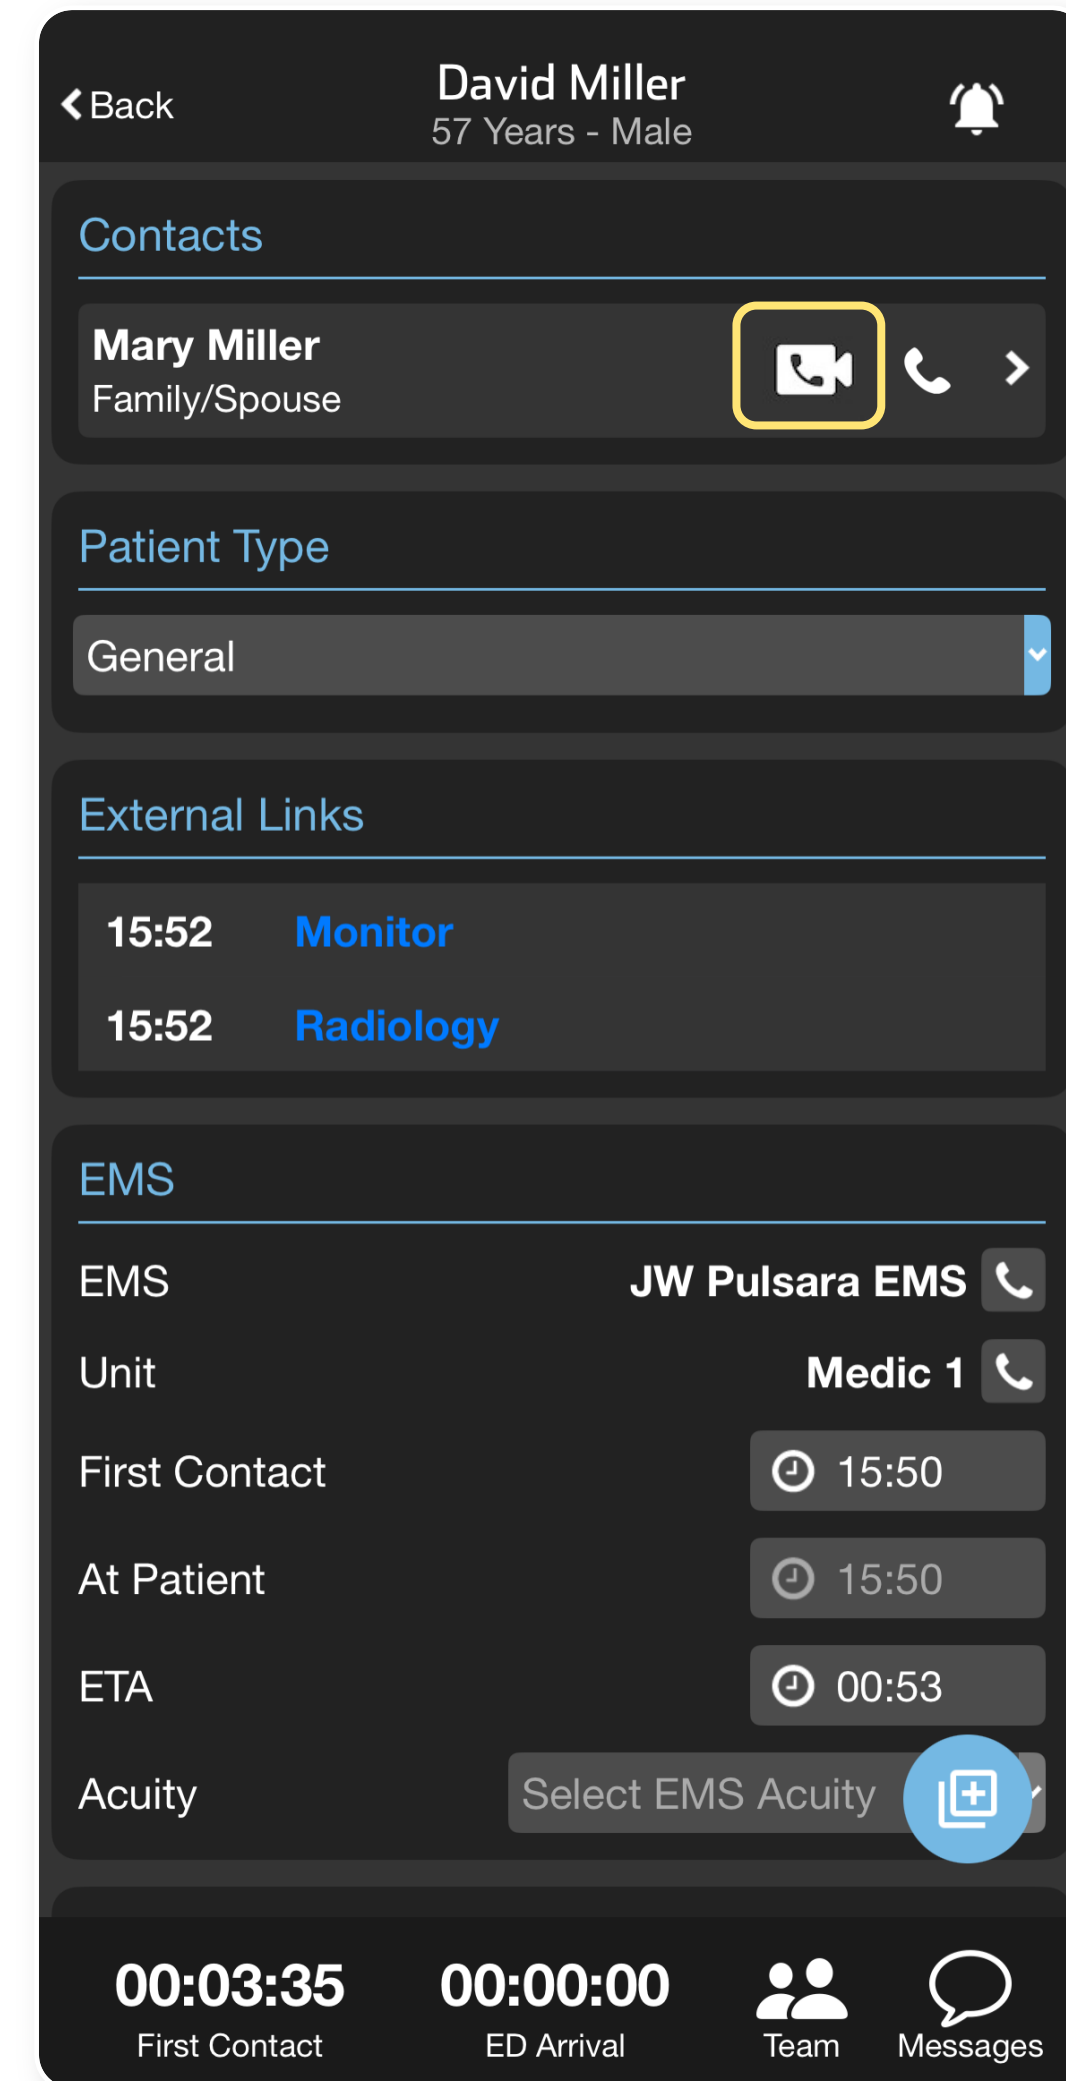 Back
David Miller
57 Years - Male
Contacts
Mary Miller
Family/Spouse
Patient Type
General
External Links
15:52 Monitor
15:52 Radiology
EMS
EMS JW Pulsara EMS
Unit Medic 1
First Contact 15:50
At Patient 15:50
ETA 00:53
Acuity Select EMS Acuity
00:03:35 00:00:00
First Contact ED Arrival Team Messages